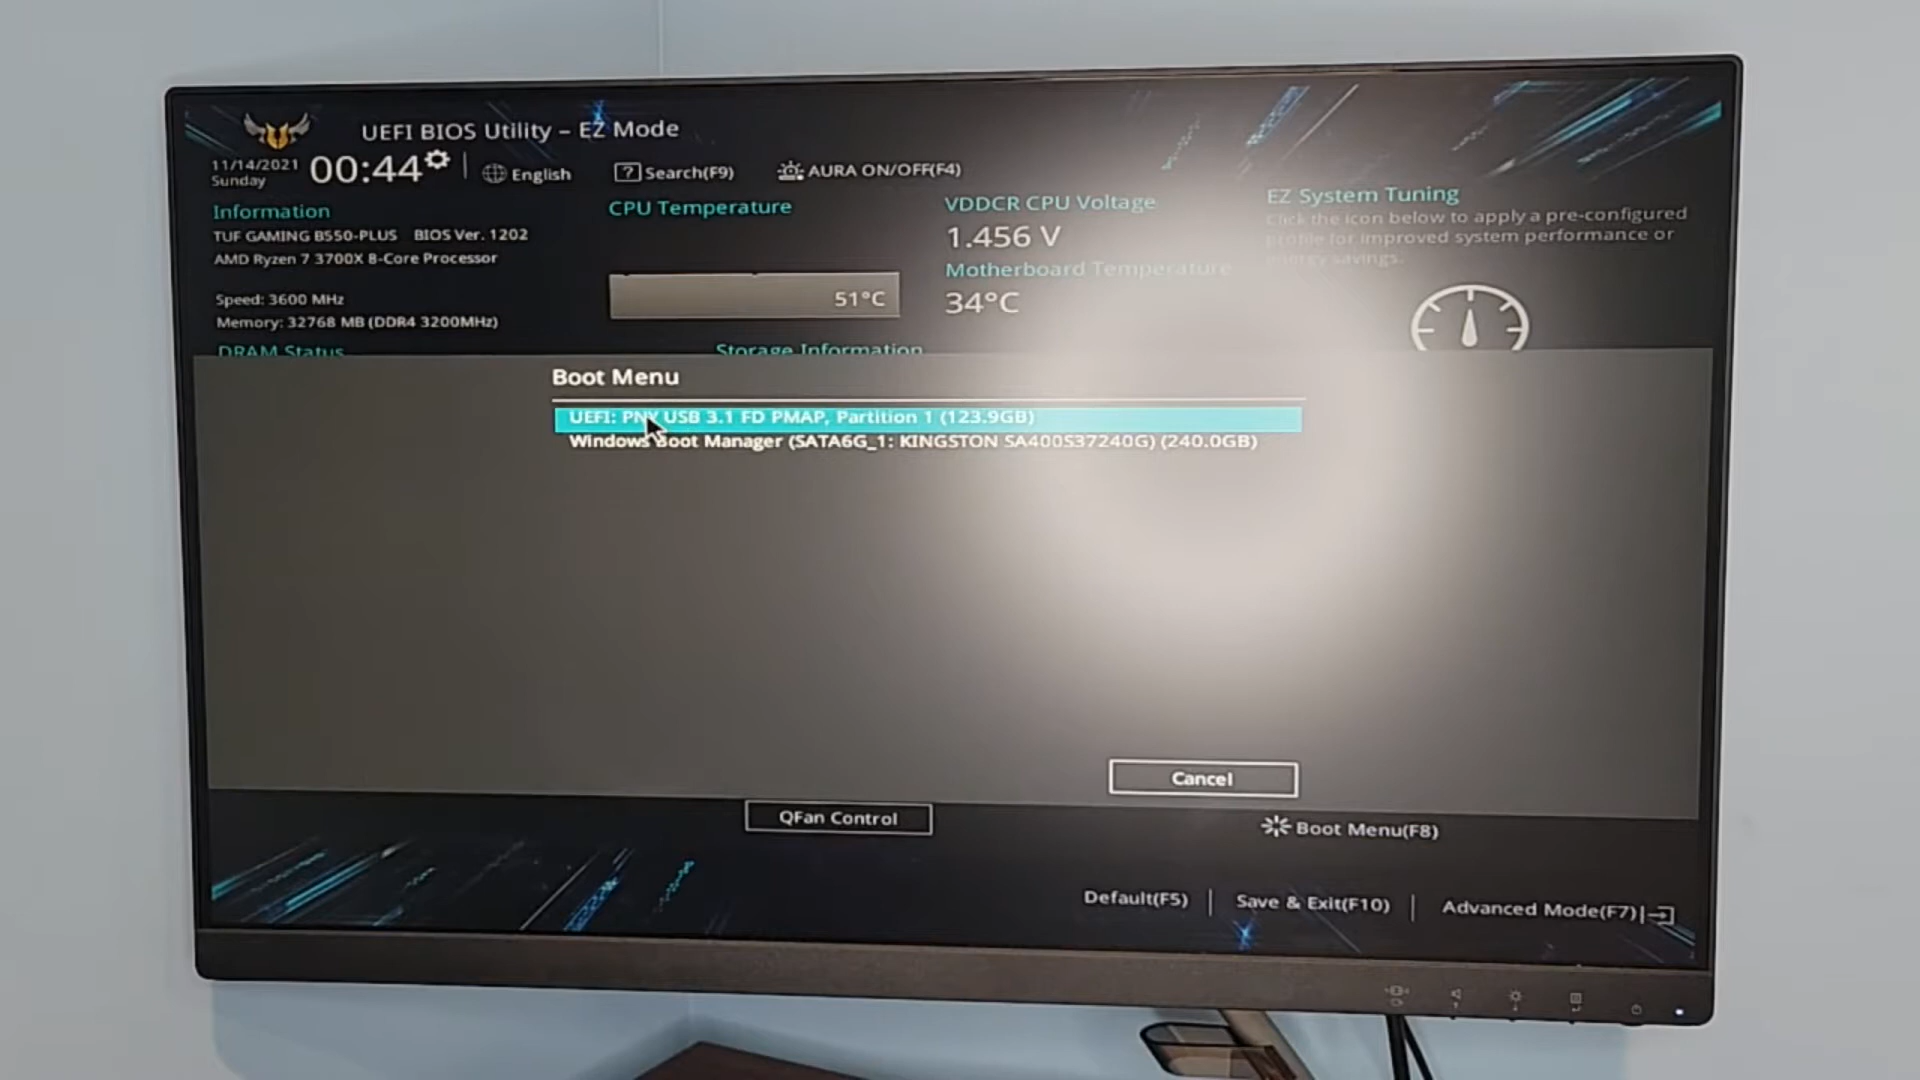 UEFI BIOS Utility – EZ Mode
11/14/2021
Sunday
00:44
English
? Search(F9)
AURA ON/OFF(F4)
Information
TUF GAMING B550-PLUS BIOS Ver. 1202
AMD Ryzen 7 3700X 8-Core Processor
Speed: 3600 MHz
Memory: 32768 MB (DDR4 3200MHz)
CPU Temperature
51°C
VDDCR CPU Voltage
1.456 V
Motherboard Temperature
34°C
EZ System Tuning
Click the icon below to apply a pre-configured
profile for improved system performance or
energy savings.
DRAM Status
Storage Information
Boot Menu
UEFI: PNY USB 3.1 FD PMAP, Partition 1 (123.9GB)
Windows Boot Manager (SATA6G_1: KINGSTON SA400S37240G) (240.0GB)
Cancel
QFan Control
Boot Menu(F8)
Default(F5)
Save & Exit(F10)
Advanced Mode(F7)